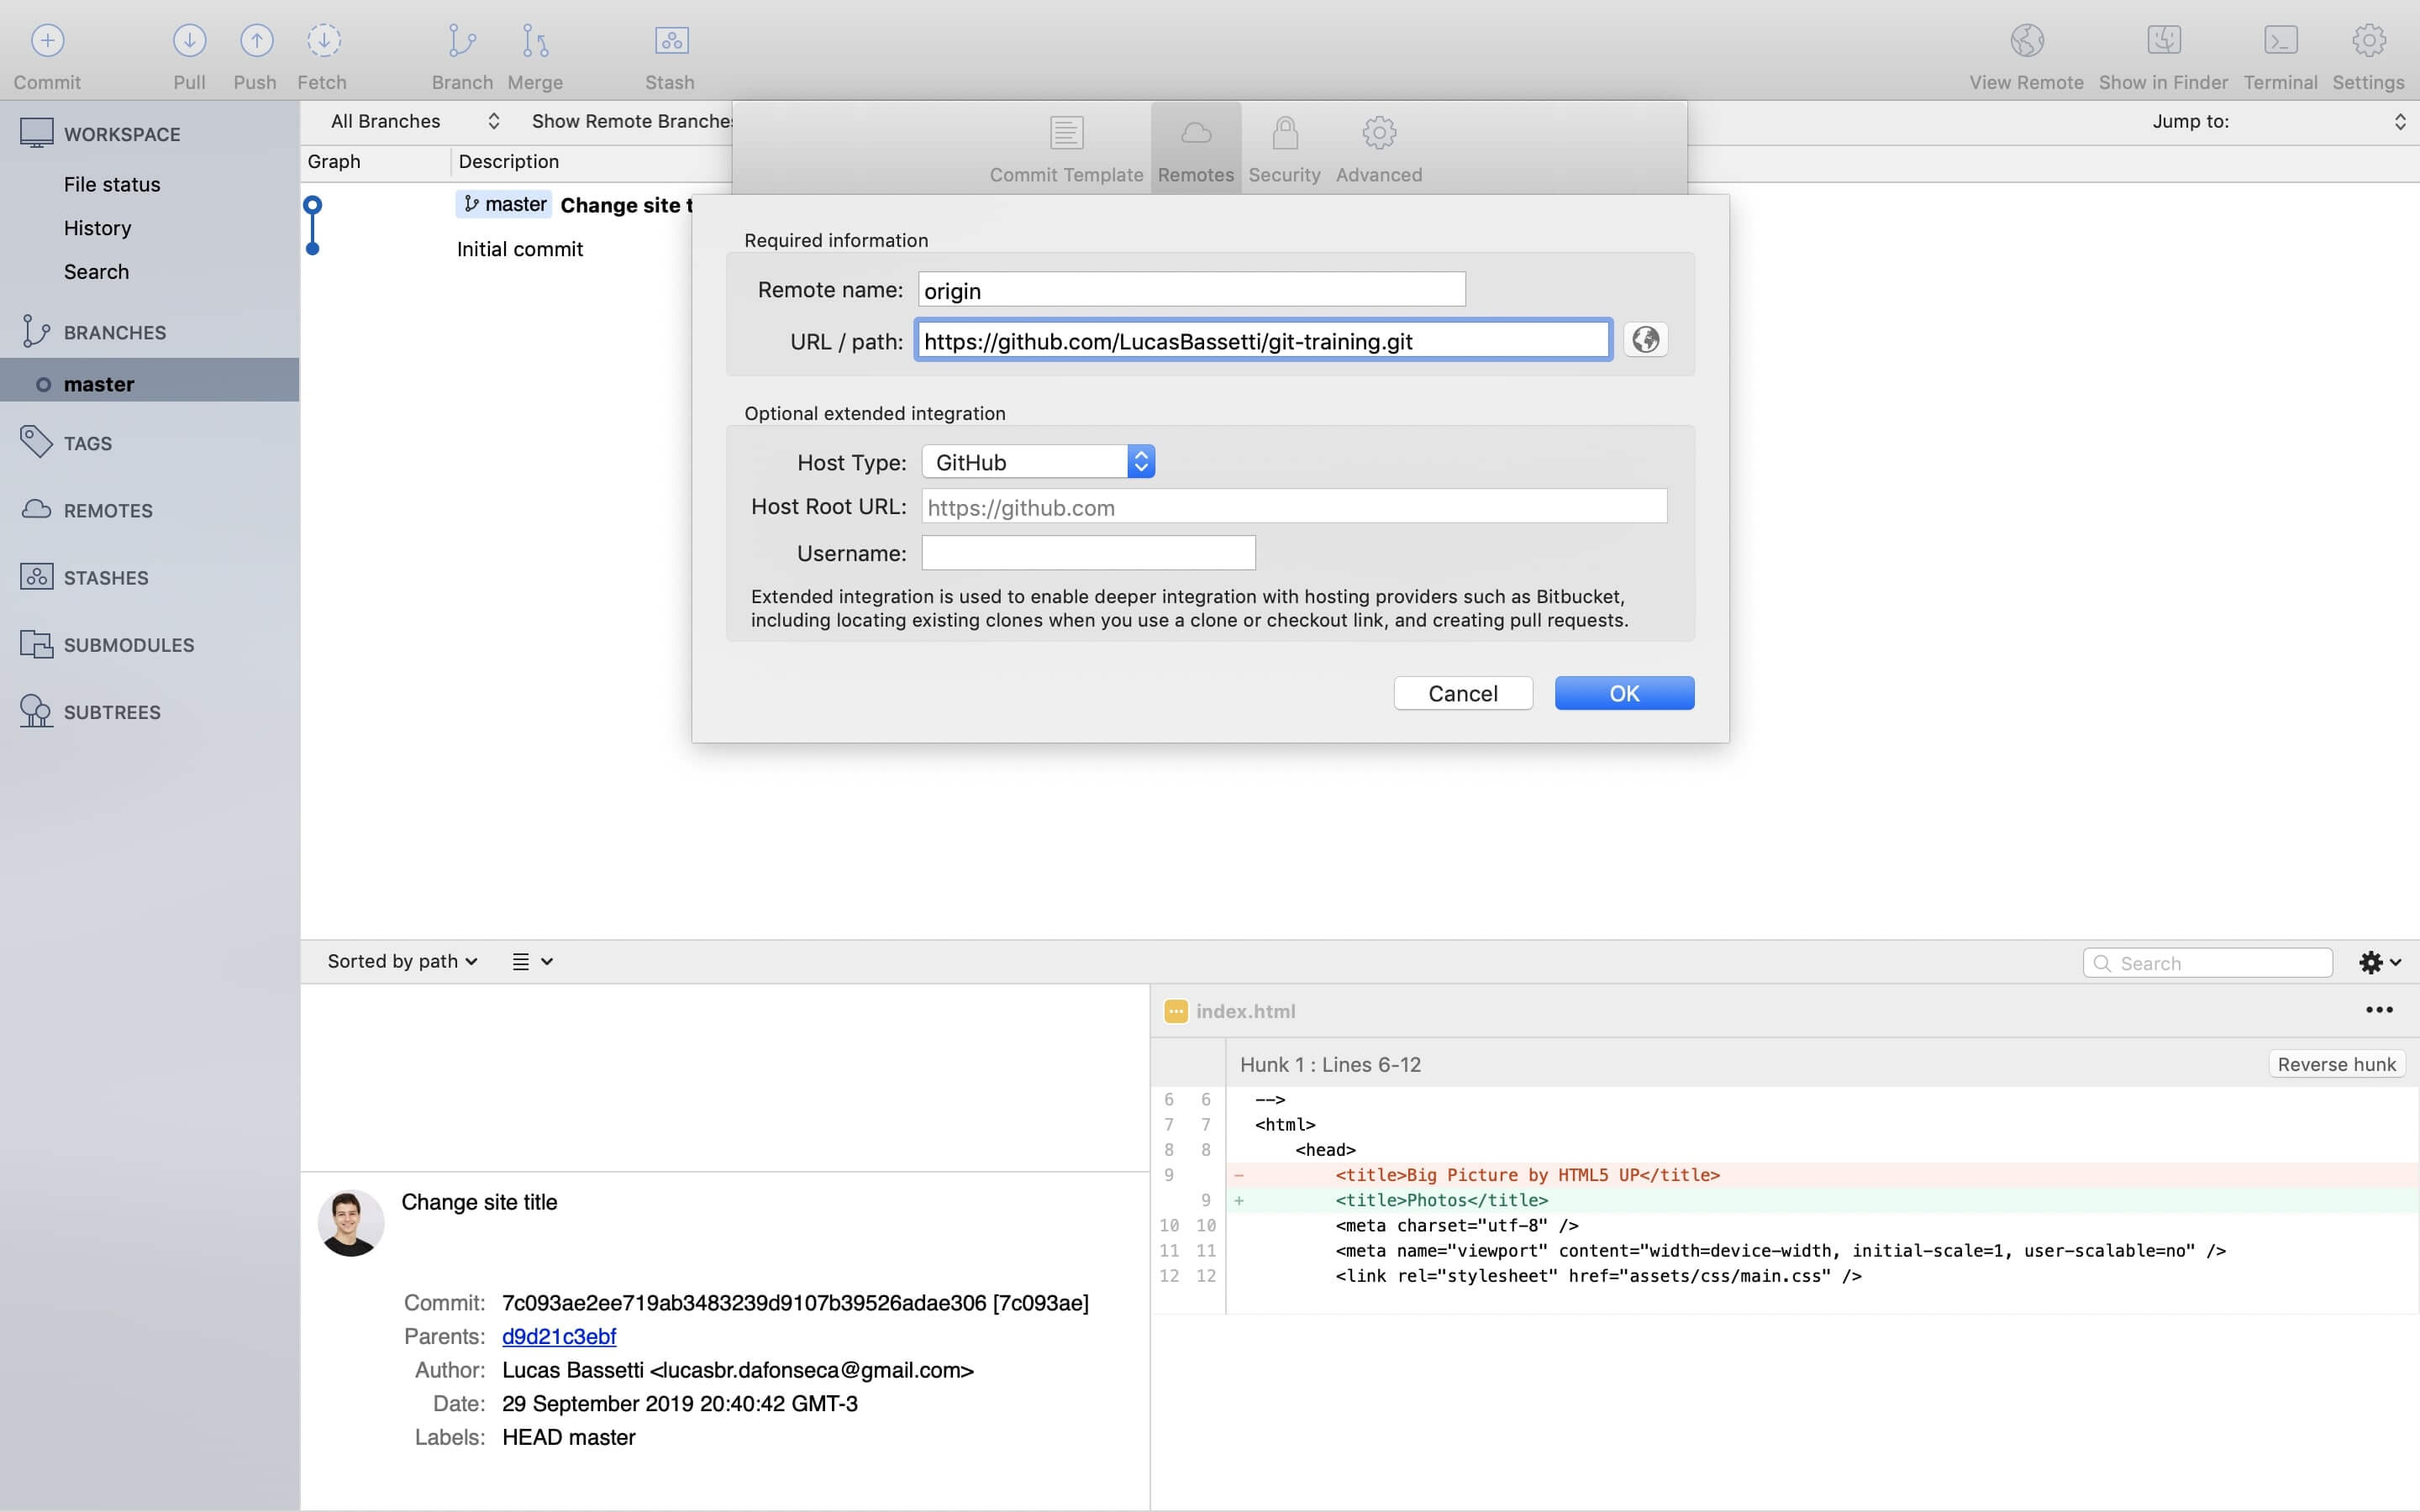 Commit Pull Push Fetch Branch Merge Stash View Remote Show in Finder Terminal Settings
WORKSPACE
File status
History
Search
BRANCHES
master
TAGS
REMOTES
STASHES
SUBMODULES
SUBTREES
All Branches Show Remote Branches Jump to:
Graph Description
master Change site t
Initial commit
Commit Template Remotes Security Advanced
Required information
Remote name: origin
URL / path: https://github.com/LucasBassetti/git-training.git
Optional extended integration
Host Type: GitHub
Host Root URL: https://github.com
Username:
Extended integration is used to enable deeper integration with hosting providers such as Bitbucket,
including locating existing clones when you use a clone or checkout link, and creating pull requests.
Cancel OK
Sorted by path Search
Change site title
Commit: 7c093ae2ee719ab3483239d9107b39526adae306 [7c093ae]
Parents: d9d21c3ebf
Author: Lucas Bassetti <lucasbr.dafonseca@gmail.com>
Date: 29 September 2019 20:40:42 GMT-3
Labels: HEAD master
index.html
Hunk 1 : Lines 6-12 Reverse hunk
6 6 -->
7 7 <html>
8 8 <head>
9 - <title>Big Picture by HTML5 UP</title>
9 + <title>Photos</title>
10 10 <meta charset="utf-8" />
11 11 <meta name="viewport" content="width=device-width, initial-scale=1, user-scalable=no" />
12 12 <link rel="stylesheet" href="assets/css/main.css" />